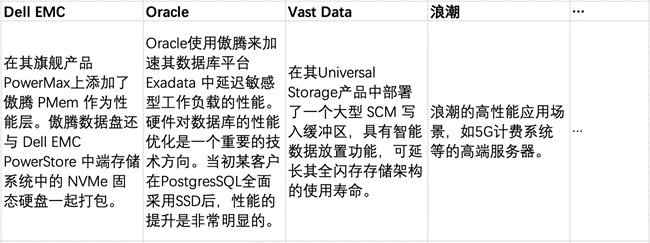 Dell EMC
Oracle
Vast Data
浪潮
…
在其旗舰产品
PowerMax上添加了
傲腾 PMem 作为性
能层。傲腾数据盘还
与 Dell EMC
PowerStore 中端存储
系统中的 NVMe 固
态硬盘一起打包。
Oracle使用傲腾来加
速其数据库平台
Exadata 中延迟敏感
型工作负载的性能。
硬件对数据库的性能
优化是一个重要的技
术方向。当初某客户
在PostgresSQL全面
采用SSD后，性能的
提升是非常明显的。
在其Universal
Storage产品中部署
了一个大型 SCM 写
入缓冲区，具有智能
数据放置功能，可延
长其全闪存存储架构
的使用寿命。
浪潮的高性能应用场
景，如5G计费系统
等的高端服务器。
…